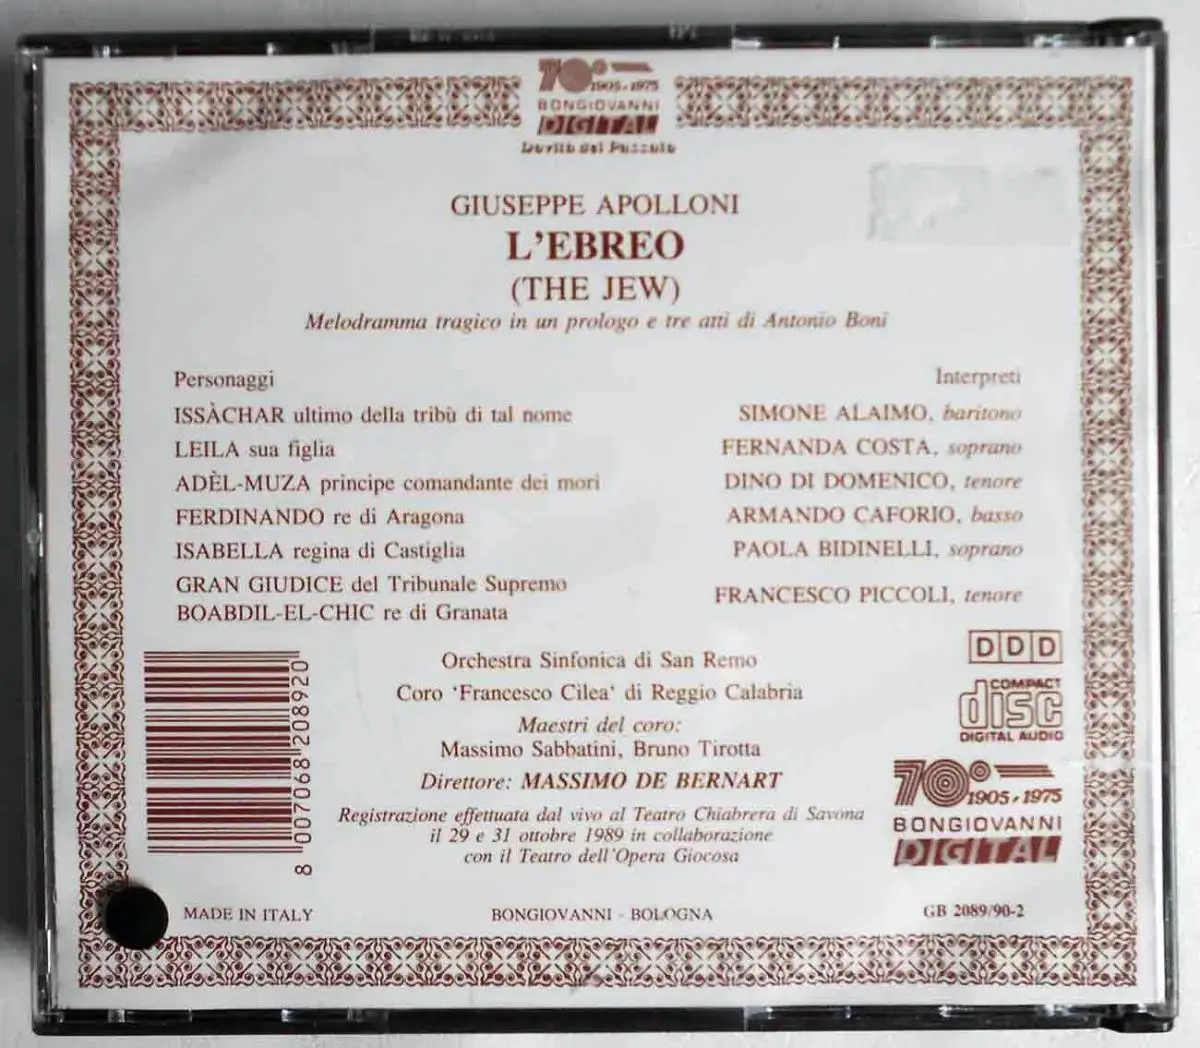 70° 1905-1975
BONGIOVANNI
DIGITAL
GIUSEPPE APOLLONI
L'EBREO
(THE JEW)
Melodramma tragico in un prologo e tre atti di Antonio Boni
Personaggi Interpreti
ISSÀCHAR ultimo della tribù di tal nome SIMONE ALAIMO, baritono
LEILA sua figlia FERNANDA COSTA, soprano
ADÈL-MUZA principe comandante dei mori DINO DI DOMENICO, tenore
FERDINANDO re di Aragona ARMANDO CAFORIO, basso
ISABELLA regina di Castiglia PAOLA BIDINELLI, soprano
GRAN GIUDICE del Tribunale Supremo
BOABDIL-EL-CHIC re di Granata FRANCESCO PICCOLI, tenore
Orchestra Sinfonica di San Remo
Coro 'Francesco Cilea' di Reggio Calabria
Maestri del coro:
Massimo Sabbatini, Bruno Tirotta
Direttore: MASSIMO DE BERNART
Registrazione effettuata dal vivo al Teatro Chiabrera di Savona
il 29 e 31 ottobre 1989 in collaborazione
con il Teatro dell'Opera Giocosa
8 007068 208920
DDD
COMPACT
disc
DIGITAL AUDIO
70° 1905-1975
BONGIOVANNI
DIGITAL
MADE IN ITALY
BONGIOVANNI - BOLOGNA
GB 2089/90-2